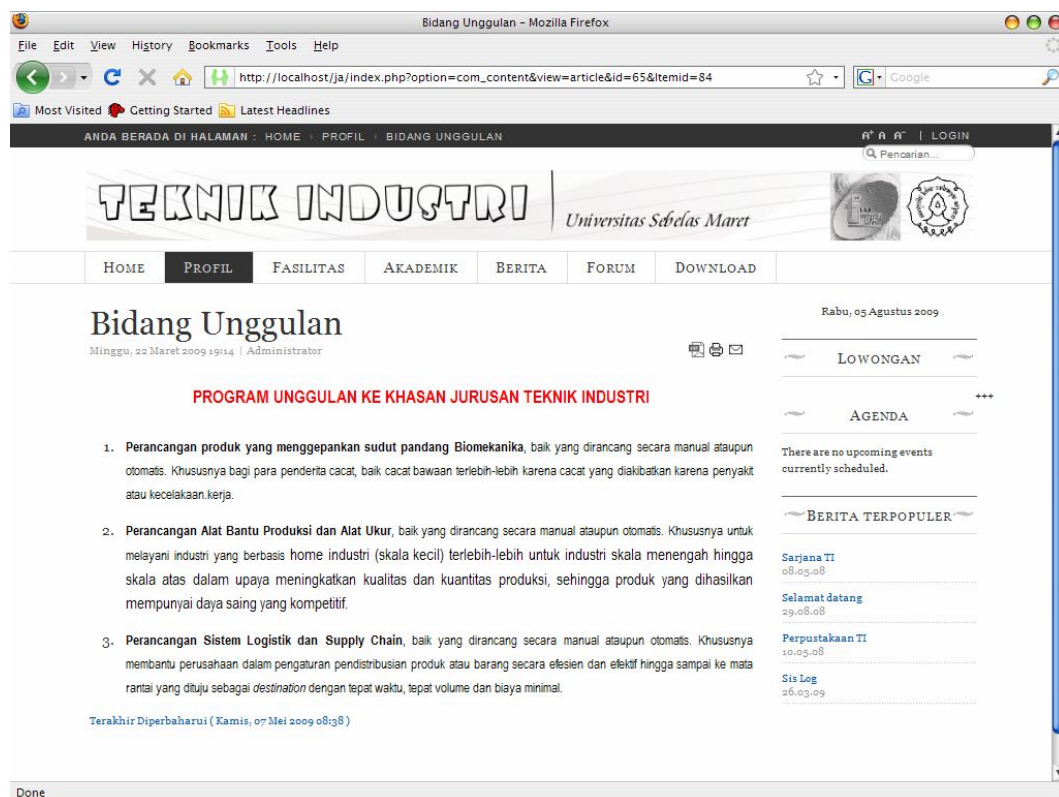 Bidang Unggulan - Mozilla Firefox
File Edit View History Bookmarks Tools Help
http://localhost/ja/index.php?option=com_content&view=article&id=65&Itemid=84
G Google
Most Visited Getting Started Latest Headlines
ANDA BERADA DI HALAMAN : HOME › PROFIL › BIDANG UNGGULAN
A+ A A- | LOGIN
Pencarian...
TEKNIK INDUSTRI
Universitas Sebelas Maret
HOME PROFIL FASILITAS AKADEMIK BERITA FORUM DOWNLOAD
Bidang Unggulan
Minggu, 22 Maret 2009 19:14 | Administrator
PROGRAM UNGGULAN KE KHASAN JURUSAN TEKNIK INDUSTRI
1. Perancangan produk yang menggepankan sudut pandang Biomekanika, baik yang dirancang secara manual ataupun
otomatis. Khususnya bagi para penderita cacat, baik cacat bawaan terlebih-lebih karena cacat yang diakibatkan karena penyakit
atau kecelakaan.kerja.
2. Perancangan Alat Bantu Produksi dan Alat Ukur, baik yang dirancang secara manual ataupun otomatis. Khususnya untuk
melayani industri yang berbasis home industri (skala kecil) terlebih-lebih untuk industri skala menengah hingga
skala atas dalam upaya meningkatkan kualitas dan kuantitas produksi, sehingga produk yang dihasilkan
mempunyai daya saing yang kompetitif.
3. Perancangan Sistem Logistik dan Supply Chain, baik yang dirancang secara manual ataupun otomatis. Khususnya
membantu perusahaan dalam pengaturan pendistribusian produk atau barang secara efesien dan efektif hingga sampai ke mata
rantai yang dituju sebagai destination dengan tepat waktu, tepat volume dan biaya minimal.
Terakhir Diperbaharui ( Kamis, 07 Mei 2009 08:38 )
Rabu, 05 Agustus 2009
LOWONGAN
+++
AGENDA
There are no upcoming events
currently scheduled.
BERITA TERPOPULER
Sarjana TI
08.05.08
Selamat datang
29.08.08
Perpustakaan TI
10.05.08
Sis Log
26.03.09
Done